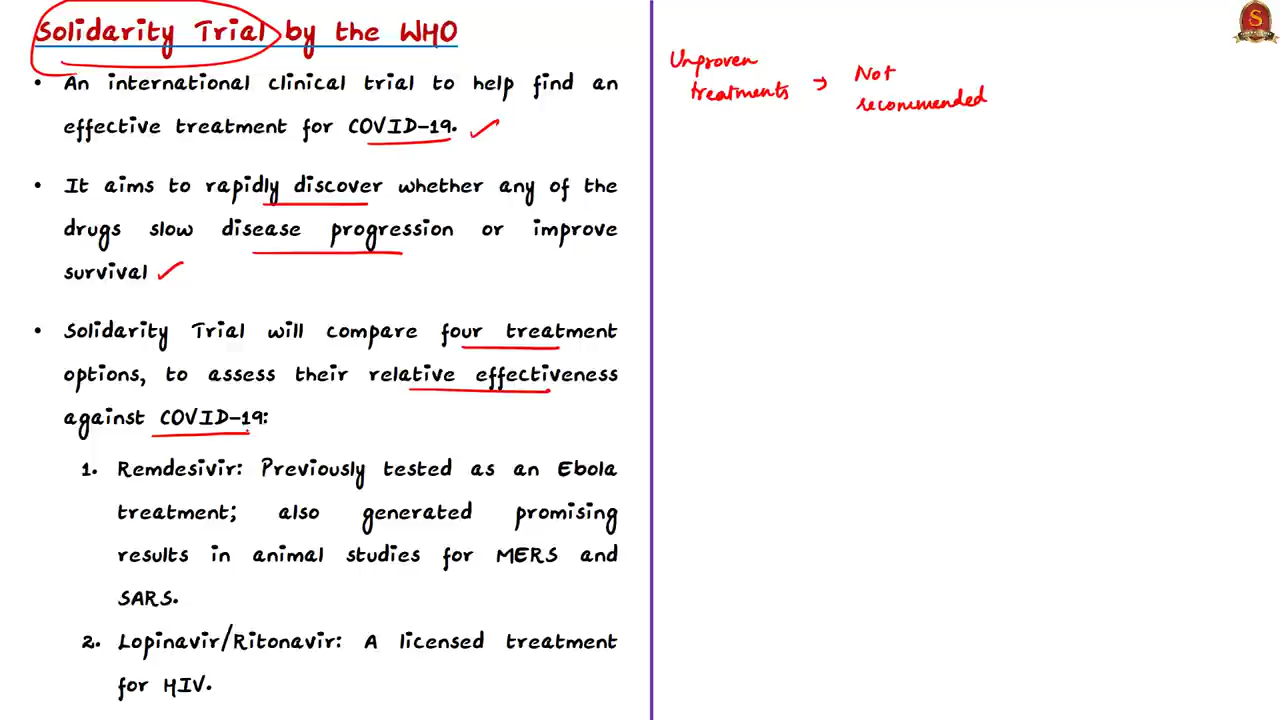 Solidarity Trial by the WHO
• An international clinical trial to help find an
effective treatment for COVID-19.
• It aims to rapidly discover whether any of the
drugs slow disease progression or improve
survival
• Solidarity Trial will compare four treatment
options, to assess their relative effectiveness
against COVID-19:
1. Remdesivir: Previously tested as an Ebola
treatment; also generated promising
results in animal studies for MERS and
SARS.
2. Lopinavir/Ritonavir: A licensed treatment
for HIV.
Unproven
treatments → Not
recommended
S